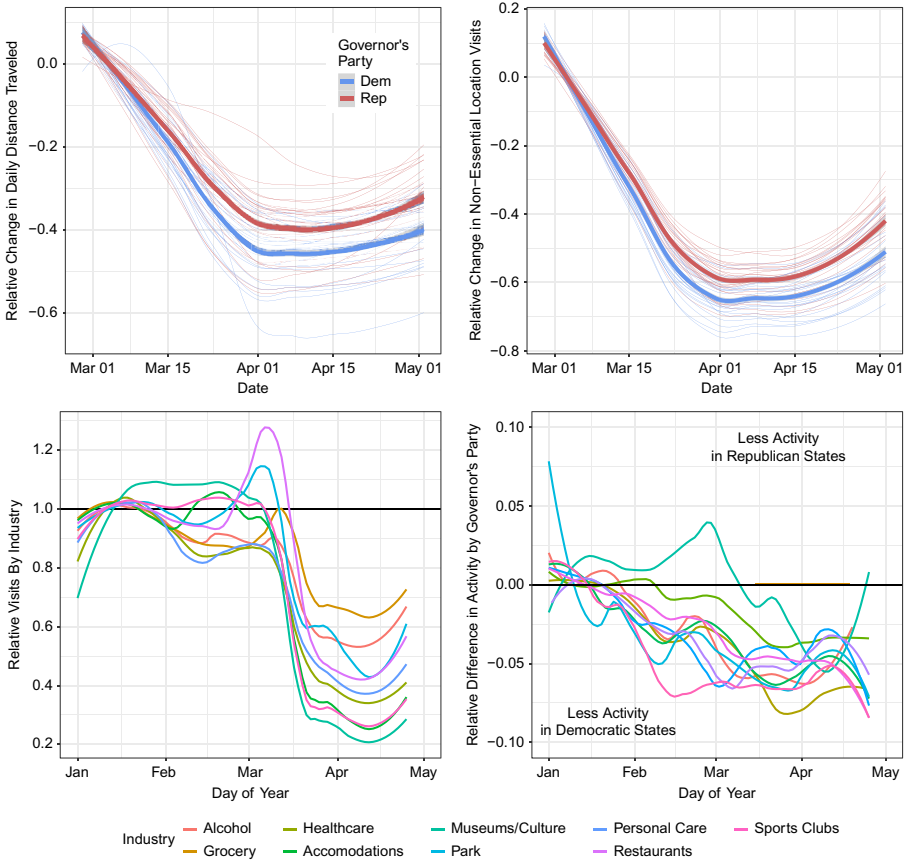 Relative Change in Daily Distance Traveled
0.0
−0.2
−0.4
−0.6
Governor's
Party
Dem
Rep
Mar 01
Mar 15
Apr 01
Apr 15
May 01
Date
Relative Change in Non−Essential Location Visits
0.2
0.0
−0.2
−0.4
−0.6
−0.8
Mar 01
Mar 15
Apr 01
Apr 15
May 01
Date
Relative Visits By Industry
1.2
1.0
0.8
0.6
0.4
0.2
Jan
Feb
Mar
Apr
May
Day of Year
Relative Difference in Activity by Governor's Party
0.10
0.05
0.00
−0.05
−0.10
Less Activity
in Republican States
Less Activity
in Democratic States
Jan
Feb
Mar
Apr
May
Day of Year
Industry
Alcohol
Healthcare
Museums/Culture
Personal Care
Sports Clubs
Grocery
Accomodations
Park
Restaurants